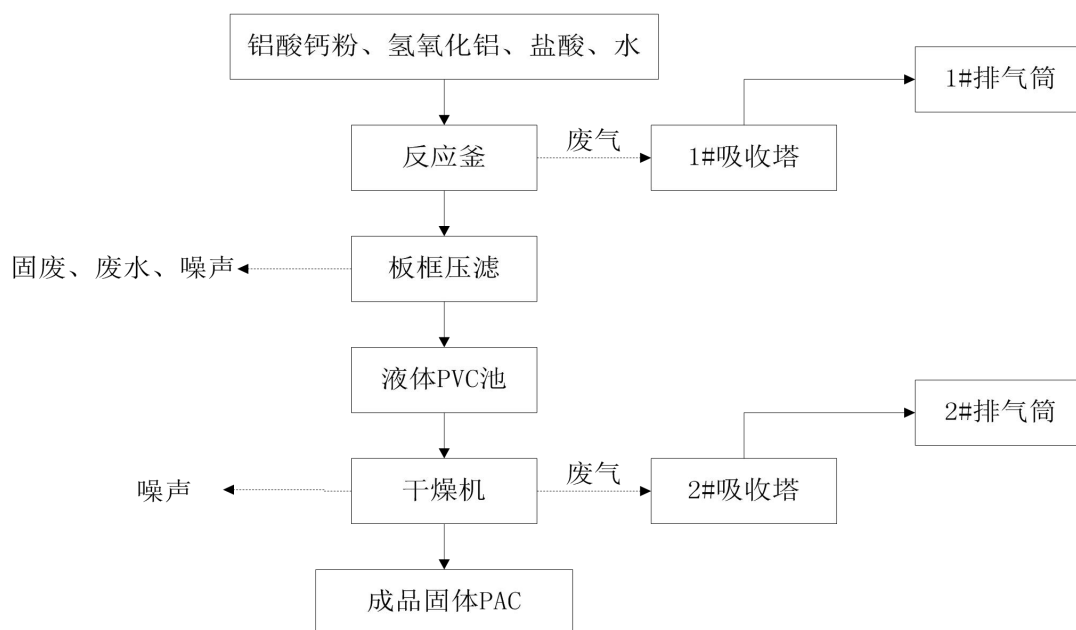 铝酸钙粉、氢氧化铝、盐酸、水
1#排气筒
反应釜
废气
1#吸收塔
固废、废水、噪声
板框压滤
液体PVC池
2#排气筒
噪声
干燥机
废气
2#吸收塔
成品固体PAC